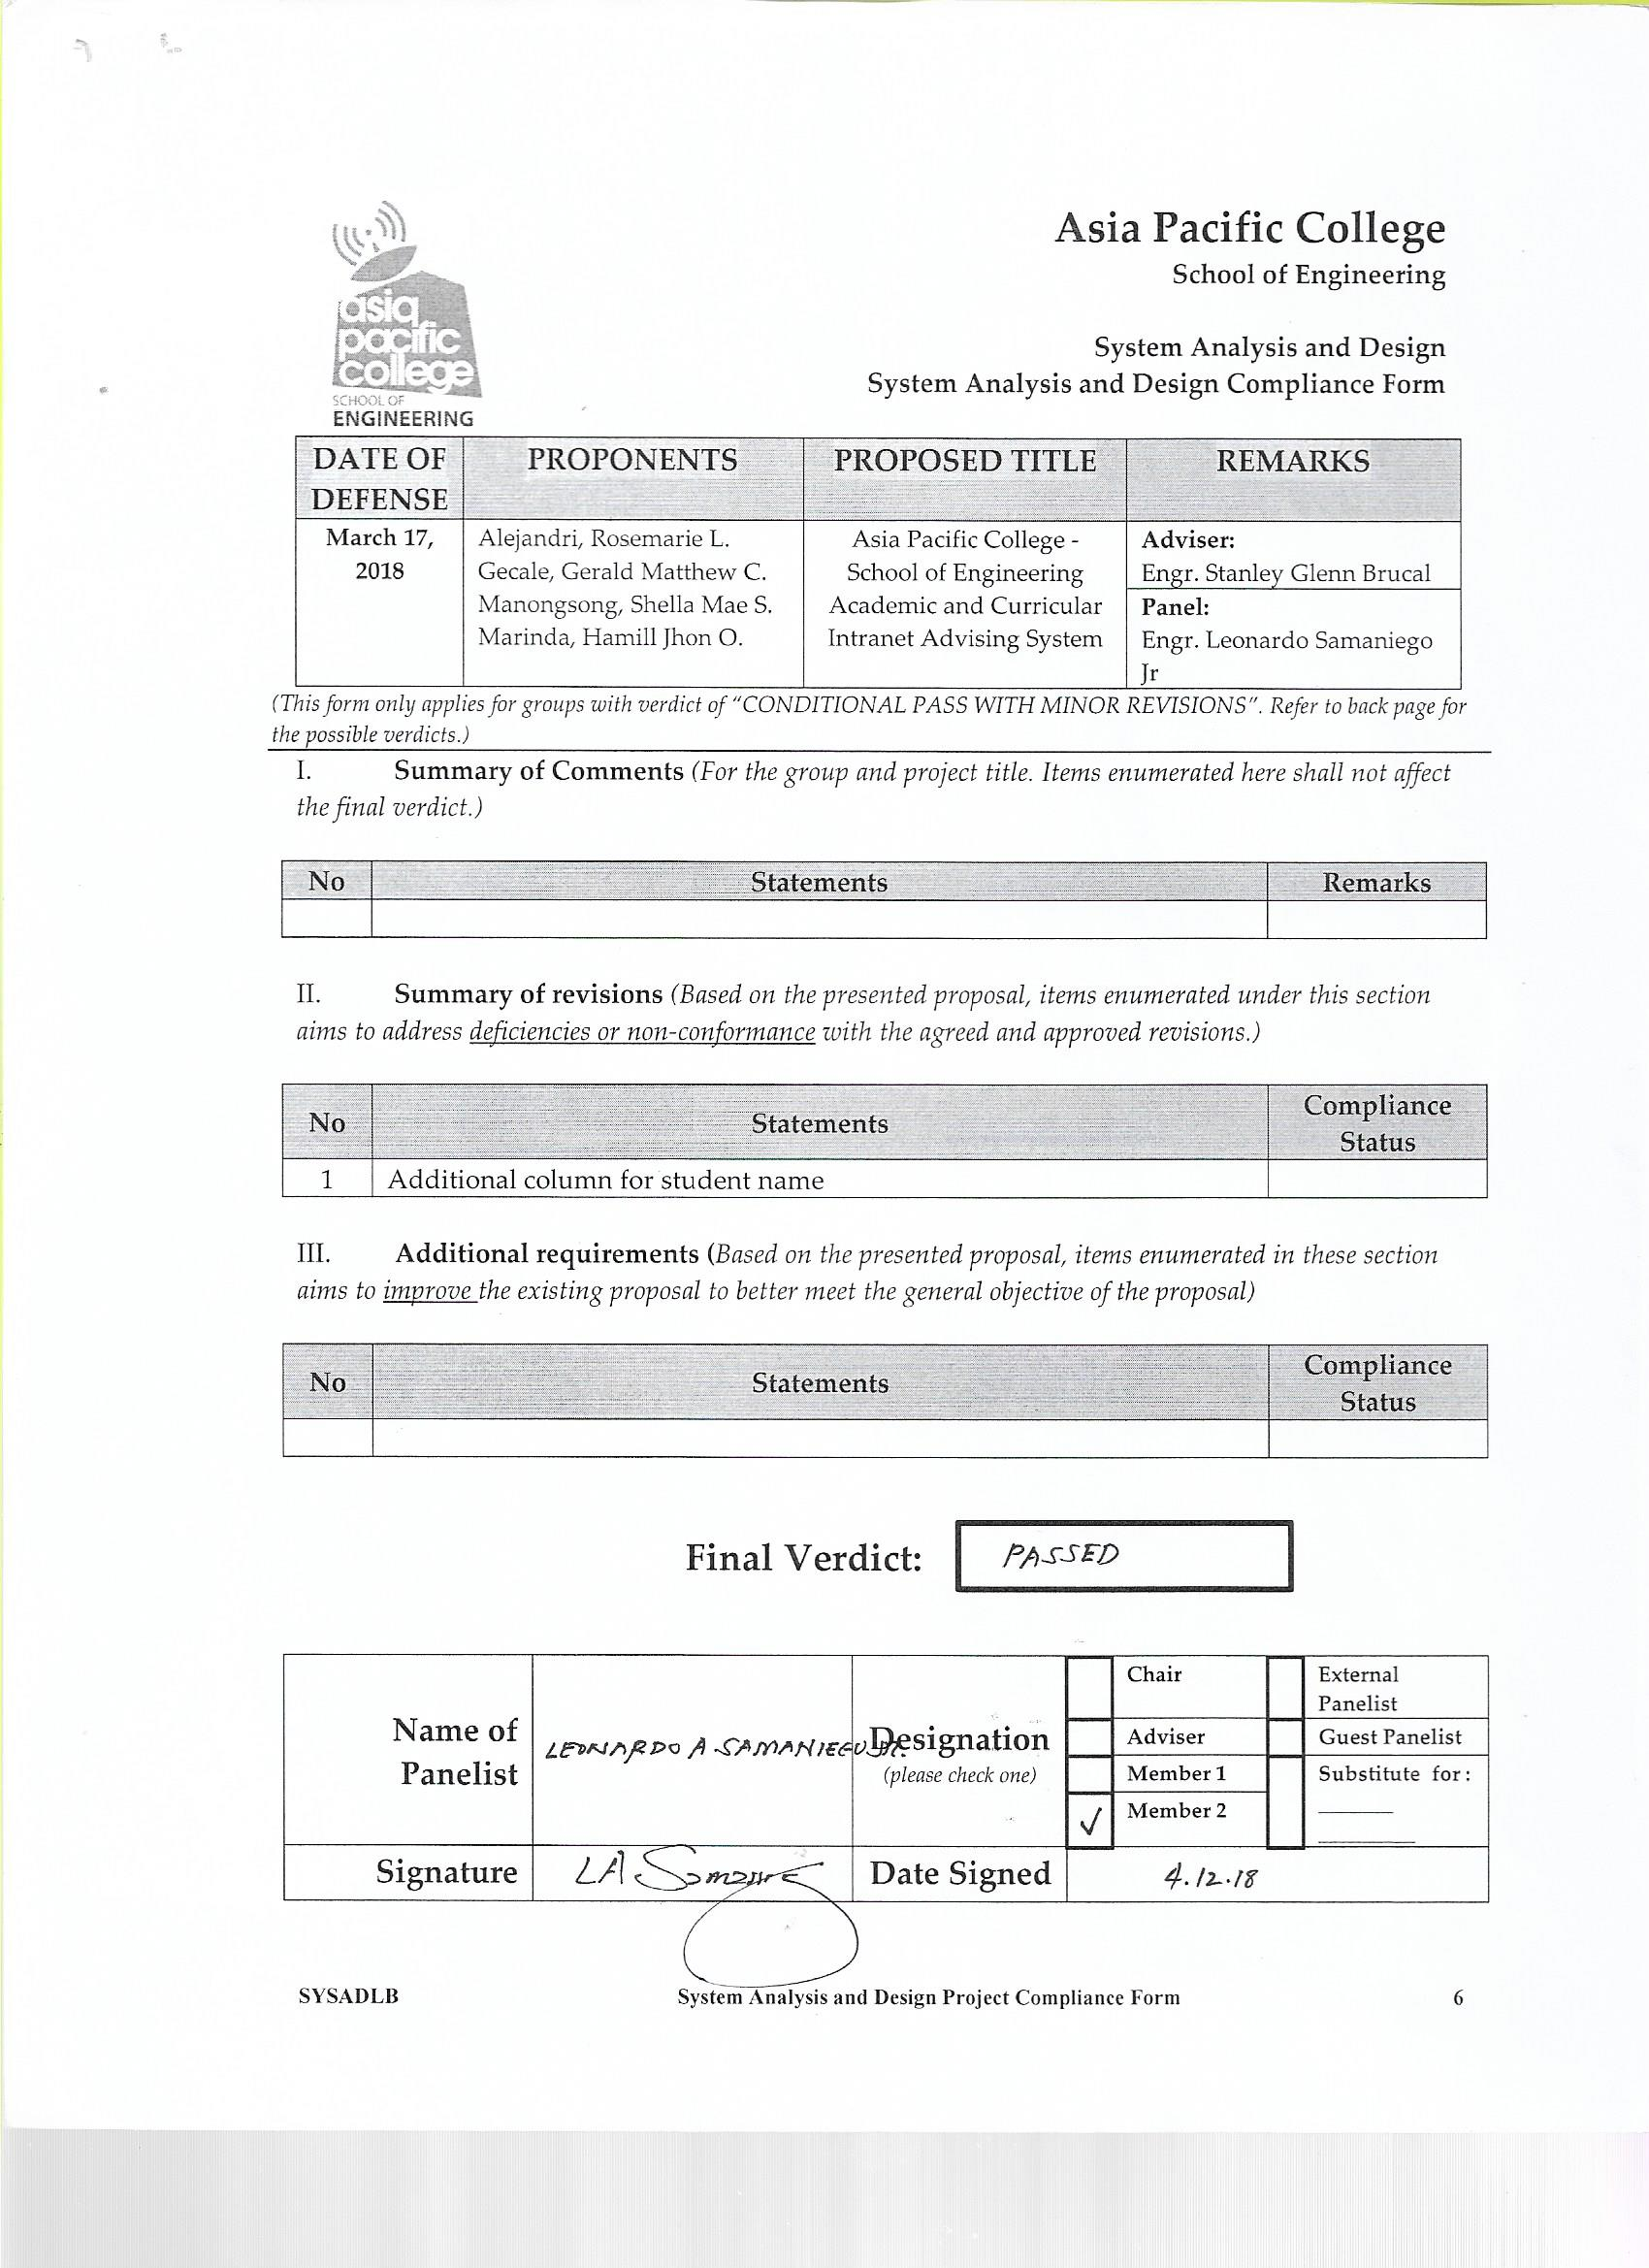 asia
pacific
college
SCHOOL OF
ENGINEERING
Asia Pacific College
School of Engineering
System Analysis and Design
System Analysis and Design Compliance Form
DATE OF DEFENSE PROPONENTS PROPOSED TITLE REMARKS
March 17, 2018
Alejandri, Rosemarie L.
Gecale, Gerald Matthew C.
Manongsong, Shella Mae S.
Marinda, Hamill Jhon O.
Asia Pacific College -
School of Engineering
Academic and Curricular
Intranet Advising System
Adviser:
Engr. Stanley Glenn Brucal
Panel:
Engr. Leonardo Samaniego
Jr
(This form only applies for groups with verdict of "CONDITIONAL PASS WITH MINOR REVISIONS". Refer to back page for
the possible verdicts.)
I. Summary of Comments (For the group and project title. Items enumerated here shall not affect
the final verdict.)
No Statements Remarks
II. Summary of revisions (Based on the presented proposal, items enumerated under this section
aims to address deficiencies or non-conformance with the agreed and approved revisions.)
No Statements Compliance Status
1 Additional column for student name
III. Additional requirements (Based on the presented proposal, items enumerated in these section
aims to improve the existing proposal to better meet the general objective of the proposal)
No Statements Compliance Status
Final Verdict: PASSED
Name of Panelist
LEONARDO A SAMANIEGO JR.
Designation
(please check one)
Chair
Adviser
Member 1
✓ Member 2
External
Panelist
Guest Panelist
Substitute for:
Signature
Date Signed 4.12.18
SYSADLB System Analysis and Design Project Compliance Form 6